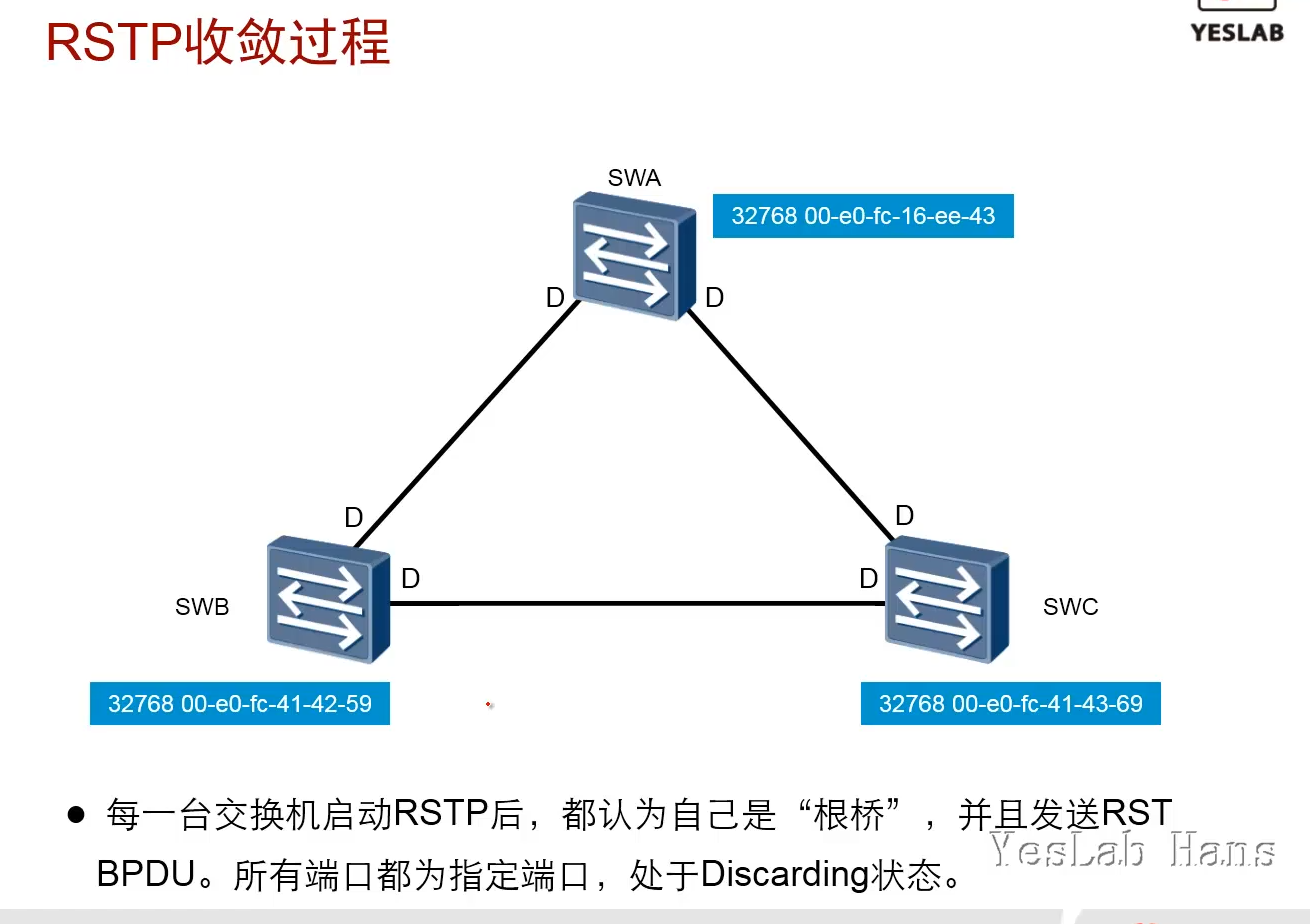 RSTP收敛过程
YESLAB
SWA
32768 00-e0-fc-16-ee-43
D
D
D
D
D
D
SWB
SWC
32768 00-e0-fc-41-42-59
32768 00-e0-fc-41-43-69
● 每一台交换机启动RSTP后，都认为自己是“根桥”，并且发送RST
BPDU。所有端口都为指定端口，处于Discarding状态。
YesLab Hans